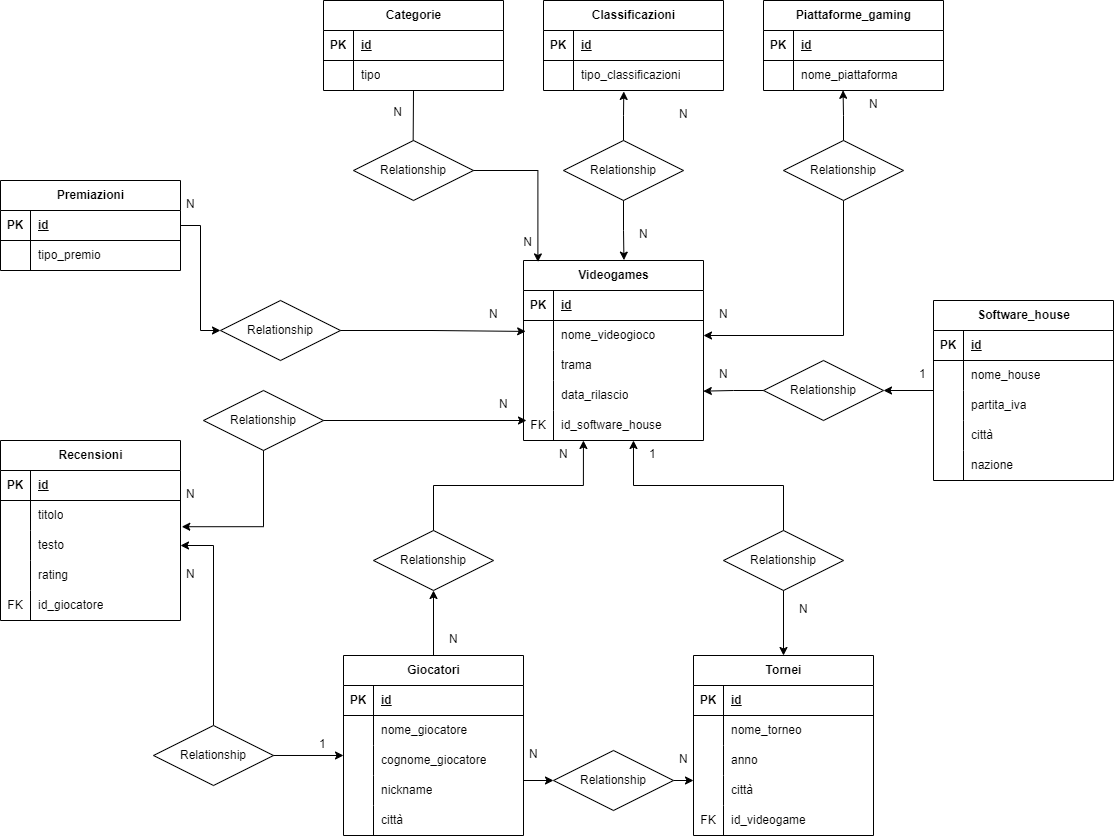 Categorie
PK id
tipo
Classificazioni
PK id
tipo_classificazioni
Piattaforme_gaming
PK id
nome_piattaforma
N
N
N
Relationship
Relationship
Relationship
Premiazioni
PK id
tipo_premio
N
N
N
Videogames
PK id
nome_videogioco
trama
data_rilascio
FK id_software_house
Relationship
N
N
Software_house
PK id
nome_house
partita_iva
città
nazione
N
Relationship
1
Relationship
N
Recensioni
PK id
titolo
testo
rating
FK id_giocatore
N
N
N
1
Relationship
Relationship
N
N
Giocatori
PK id
nome_giocatore
cognome_giocatore
nickname
città
Tornei
PK id
nome_torneo
anno
città
FK id_videogame
Relationship
1
N
Relationship
N